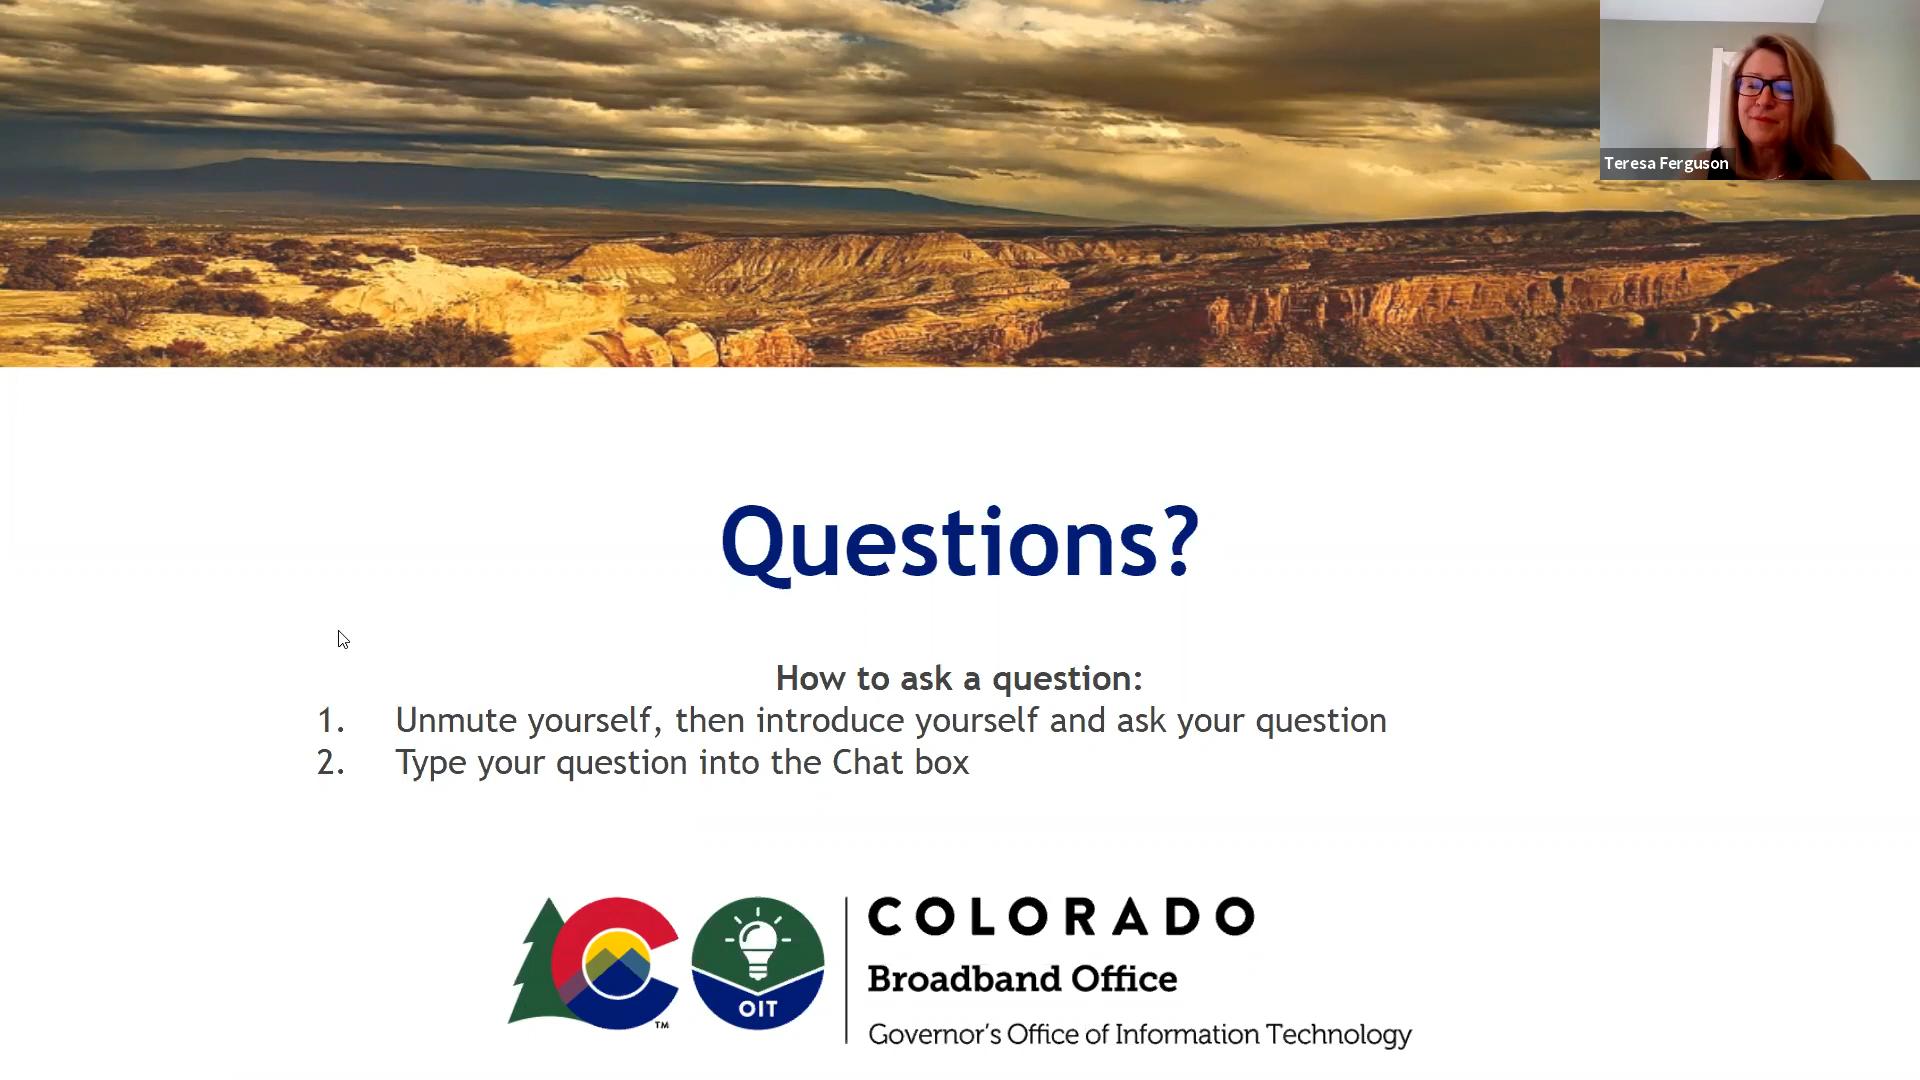 Teresa Ferguson
Questions?
How to ask a question:
1. Unmute yourself, then introduce yourself and ask your question
2. Type your question into the Chat box
COLORADO
Broadband Office
Governor's Office of Information Technology
OIT
TM